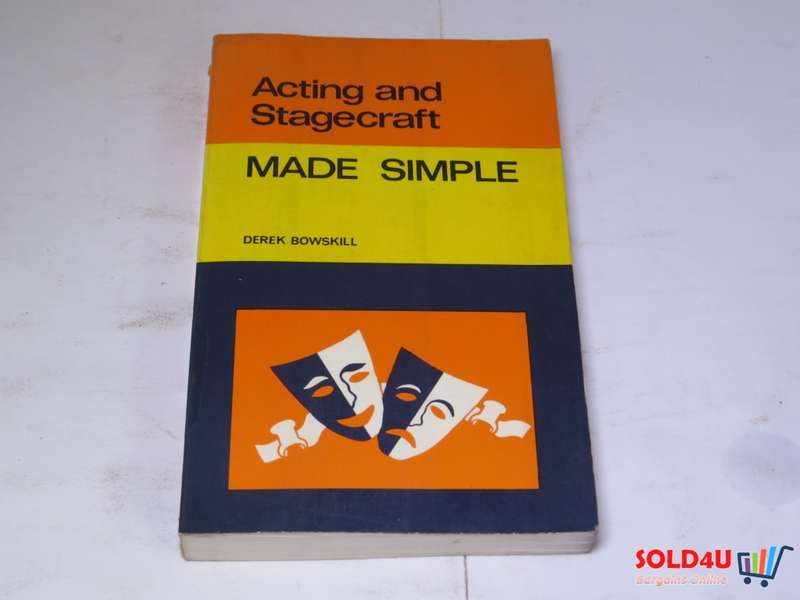 Acting and
Stagecraft
MADE SIMPLE
DEREK BOWSKILL
SOLD4U
Bargains Online